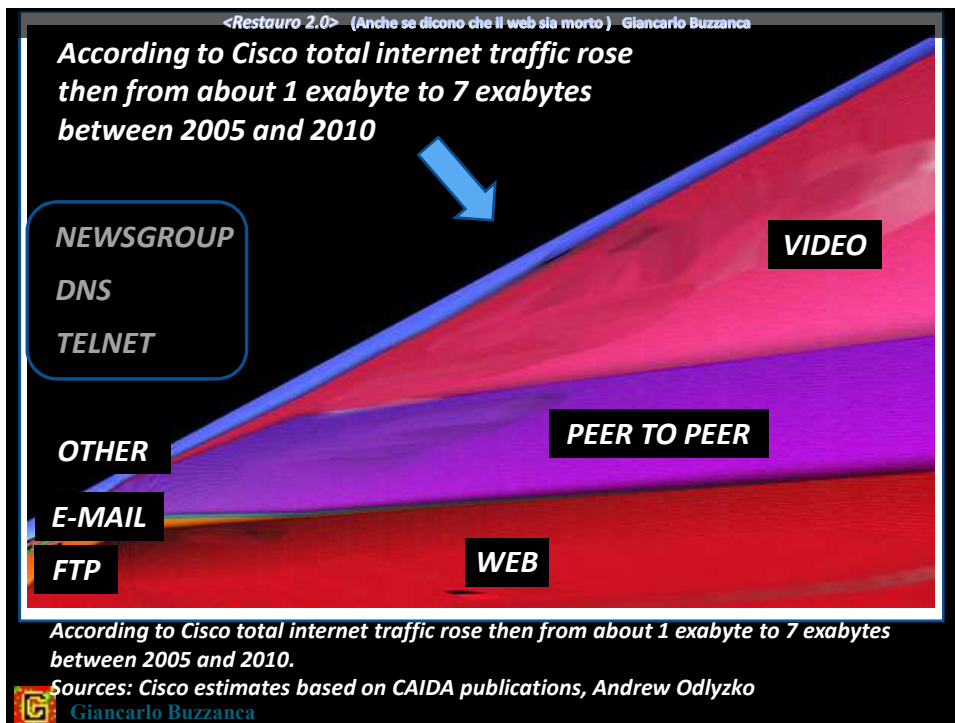 <Restauro 2.0> (Anche se dicono che il web sia morto ) Giancarlo Buzzanca
According to Cisco total internet traffic rose
then from about 1 exabyte to 7 exabytes
between 2005 and 2010
NEWSGROUP
DNS
TELNET
VIDEO
OTHER
PEER TO PEER
E-MAIL
FTP
WEB
According to Cisco total internet traffic rose then from about 1 exabyte to 7 exabytes
between 2005 and 2010.
Sources: Cisco estimates based on CAIDA publications, Andrew Odlyzko
G
Giancarlo Buzzanca